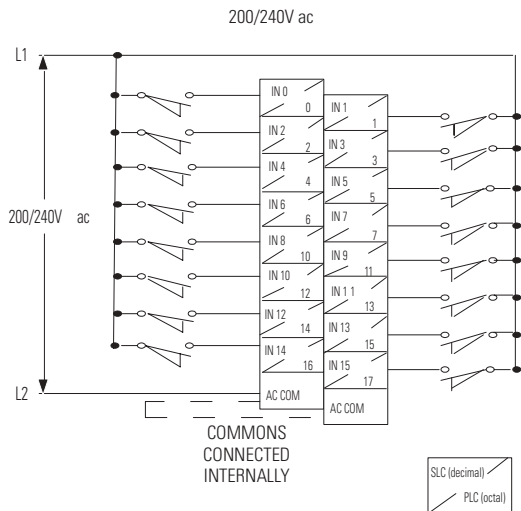 200/240V ac
L1
IN 0
0
IN 1
1
IN 2
2
IN 3
3
IN 4
4
IN 5
5
200/240V ac
IN 6
6
IN 7
7
IN 8
10
IN 9
11
IN 10
12
IN 1 1
13
IN 12
14
IN 13
15
IN 14
16
IN 15
17
L2
AC COM
AC COM
COMMONS
CONNECTED
INTERNALLY
SLC (decimal)
PLC (octal)